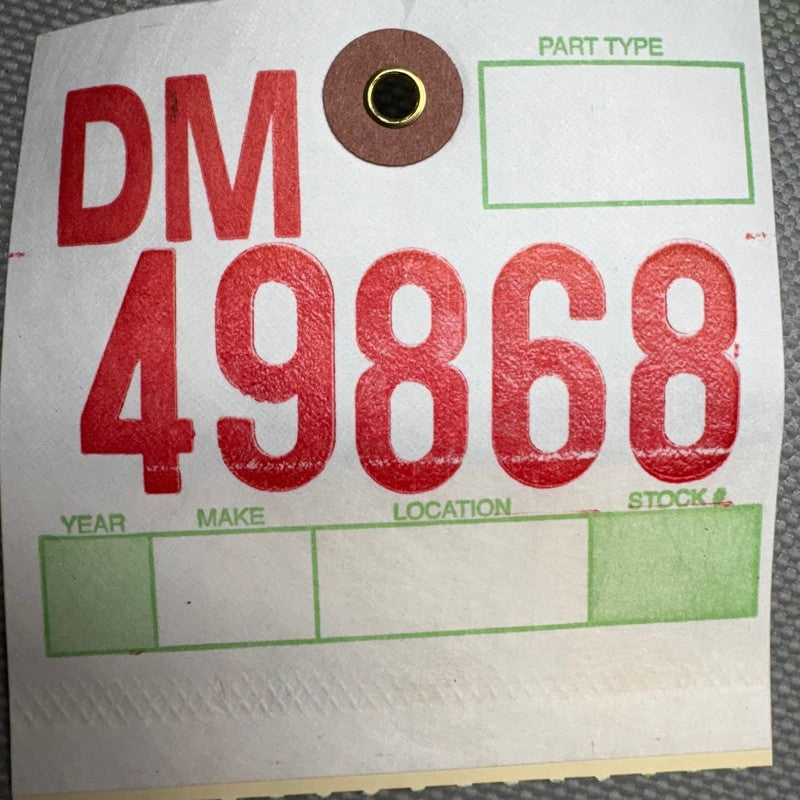 PART TYPE
DM
49868
YEAR MAKE LOCATION STOCK #